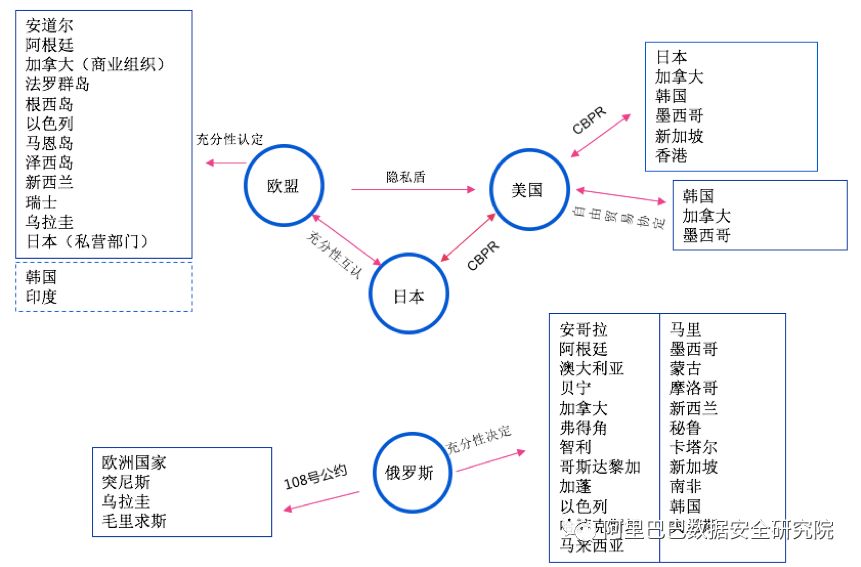 安道尔
阿根廷
加拿大（商业组织）
法罗群岛
根西岛
以色列
马恩岛
泽西岛
新西兰
瑞士
乌拉圭
日本（私营部门）
韩国
印度
充分性认定
欧盟
隐私盾
美国
CBPR
日本
加拿大
韩国
墨西哥
新加坡
香港
自由贸易协定
韩国
加拿大
墨西哥
充分性互认
日本
CBPR
俄罗斯
108号公约
欧洲国家
突尼斯
乌拉圭
毛里求斯
充分性决定
安哥拉
阿根廷
澳大利亚
贝宁
加拿大
弗得角
智利
哥斯达黎加
加蓬
以色列
马来西亚
马里
墨西哥
蒙古
摩洛哥
新西兰
秘鲁
卡塔尔
新加坡
南非
韩国
阿里巴巴数据安全研究院